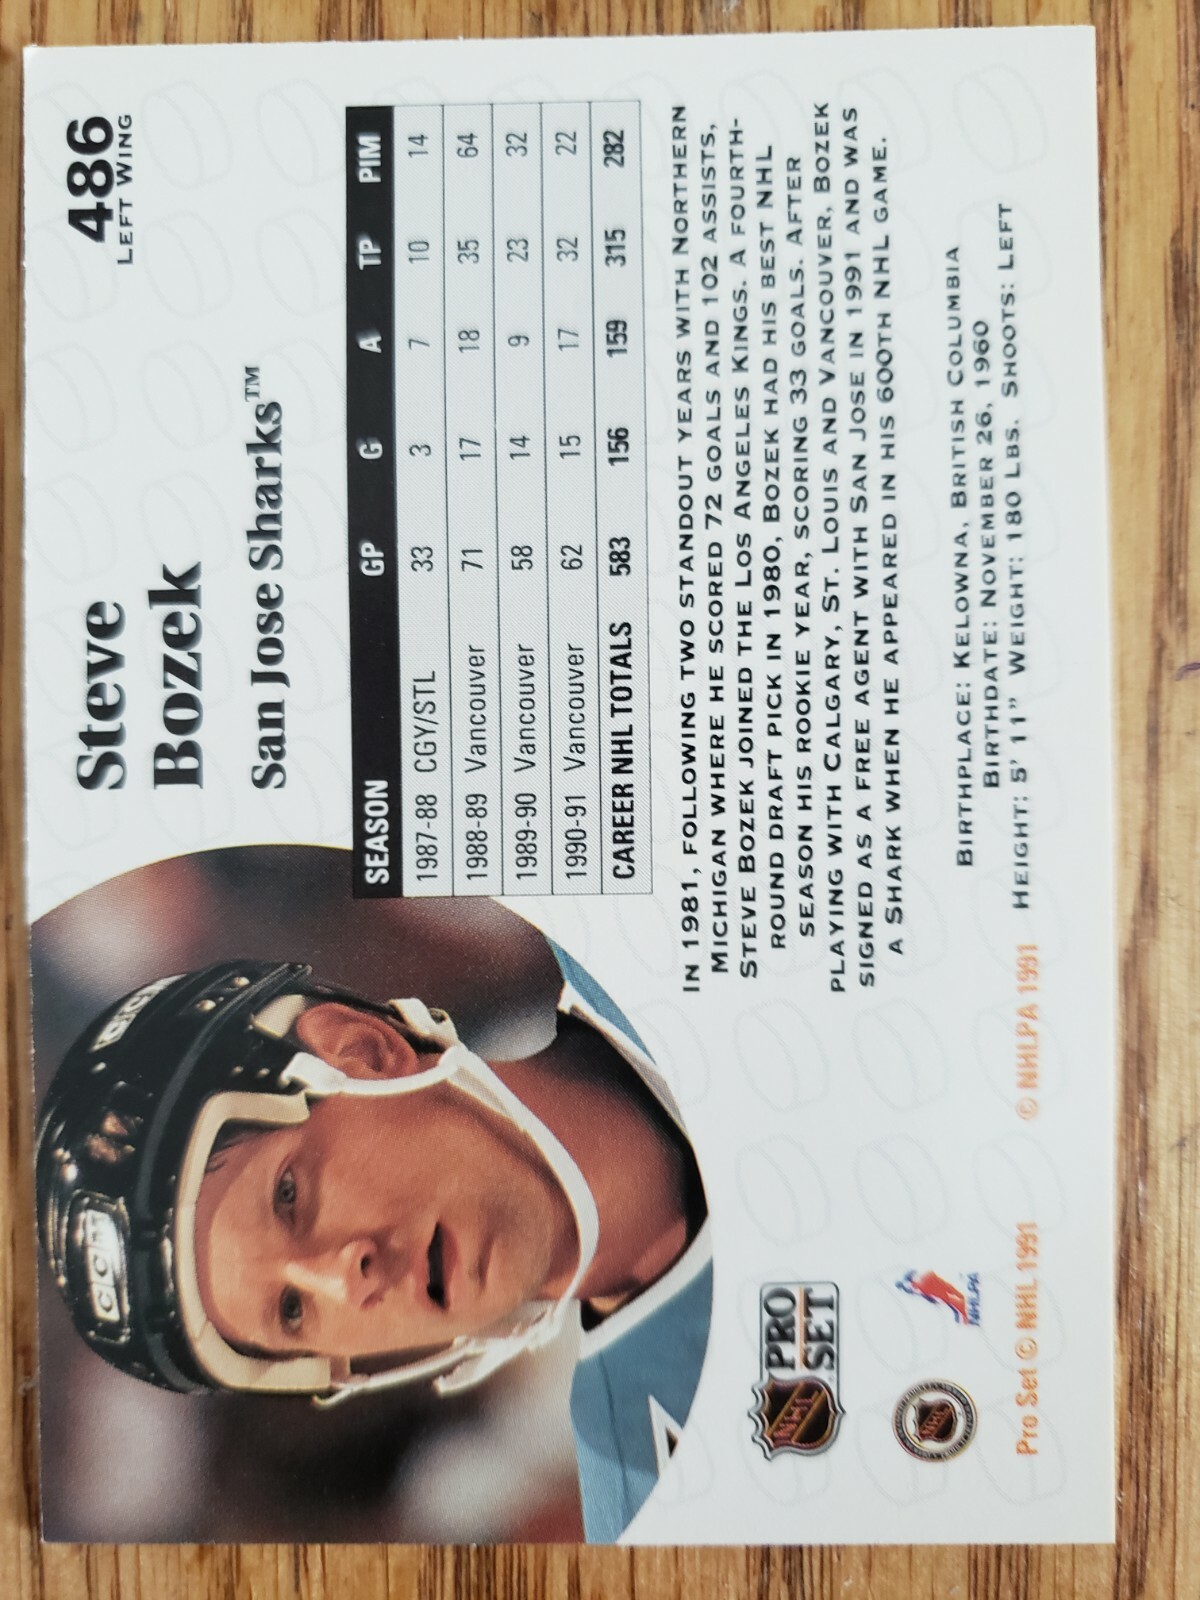 486
LEFT WING
Steve
Bozek
San Jose Sharks™
SEASON GP G A TP PIM
1987-88 CGY/STL 33 3 7 10 14
1988-89 Vancouver 71 17 18 35 64
1989-90 Vancouver 58 14 9 23 32
1990-91 Vancouver 62 15 17 32 22
CAREER NHL TOTALS 583 156 159 315 282
IN 1981, FOLLOWING TWO STANDOUT YEARS WITH NORTHERN
MICHIGAN WHERE HE SCORED 72 GOALS AND 102 ASSISTS,
STEVE BOZEK JOINED THE LOS ANGELES KINGS. A FOURTH-
ROUND DRAFT PICK IN 1980, BOZEK HAD HIS BEST NHL
SEASON HIS ROOKIE YEAR, SCORING 33 GOALS. AFTER
PLAYING WITH CALGARY, ST. LOUIS AND VANCOUVER, BOZEK
SIGNED AS A FREE AGENT WITH SAN JOSE IN 1991 AND WAS
A SHARK WHEN HE APPEARED IN HIS 600TH NHL GAME.
BIRTHPLACE: KELOWNA, BRITISH COLUMBIA
BIRTHDATE: NOVEMBER 26, 1960
HEIGHT: 5' 11" WEIGHT: 180 LBS. SHOOTS: LEFT
CCM
CCM
NHL
PRO
SET
NHL
NHLPA
Pro Set © NHL 1991 © NHLPA 1991